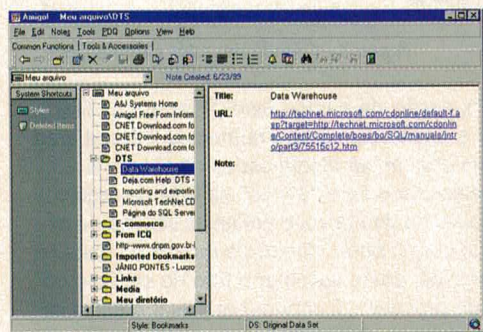 Amigo! Meu arquivo\DTS
File Edit Notes Tools PDQ Options View Help
Common Functions Tools & Accessories
Meu arquivo Note Created: 6/23/99
System Shortcuts
Styles
Deleted Items
Meu arquivo
A&J Systems Home
Amigo! Free Form Inform
CNET Download.com fo
CNET Download.com fo
CNET Download.com fo
DTS
Data Warehouse
Deja.com Help DTS -
Importing and exportin
Microsoft TechNet CD
Página do SQL Serve
E-commerce
From ICQ
http--www.dnpm.gov.br-
Imported bookmarks
JÂNIO PONTES - Lucro
Links
Media
Meu diretório
Title: Data Warehouse
URL: http://technet.microsoft.com/cdonline/default-f.a
sp?target=http://technet.microsoft.com/cdonlin
e/Content/Complete/boes/bo/SQL/manuals/intr
o/part3/75515c12.htm
Note:
Style: Bookmarks DS: Original Data Set